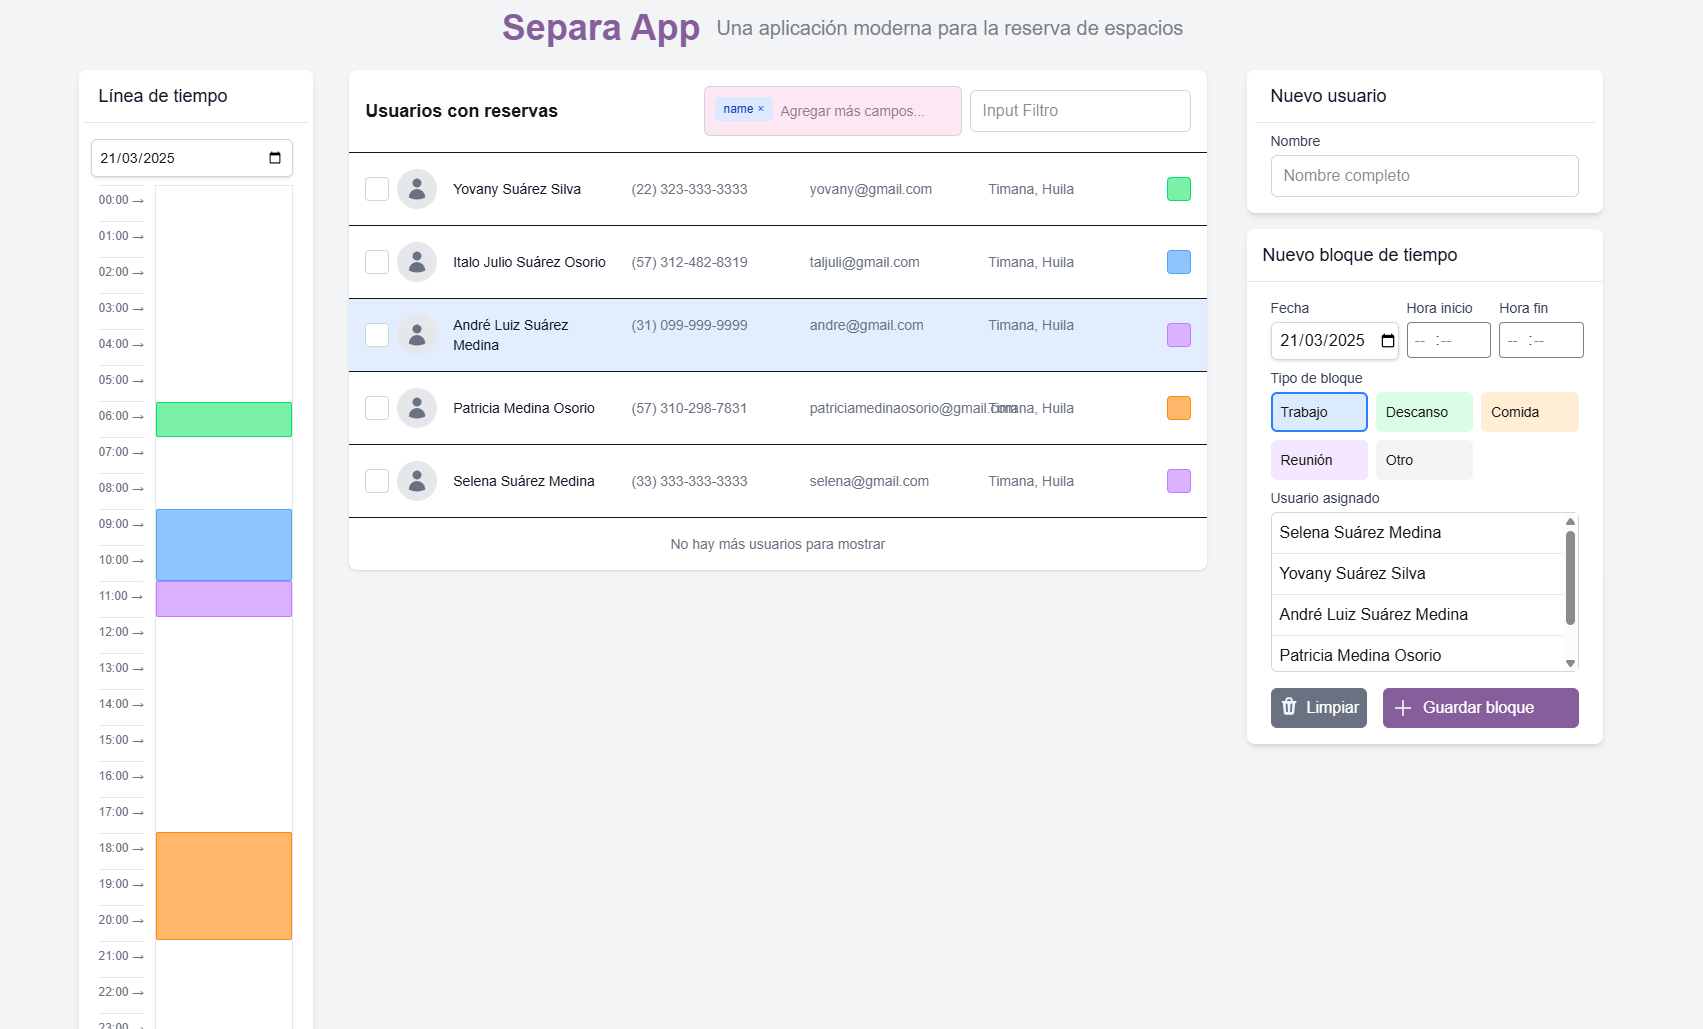 Separa App Una aplicación moderna para la reserva de espacios
Línea de tiempo
21/03/2025
00:00 →
01:00 →
02:00 →
03:00 →
04:00 →
05:00 →
06:00 →
07:00 →
08:00 →
09:00 →
10:00 →
11:00 →
12:00 →
13:00 →
14:00 →
15:00 →
16:00 →
17:00 →
18:00 →
19:00 →
20:00 →
21:00 →
22:00 →
23:00 →
Usuarios con reservas name × Agregar más campos... Input Filtro
Yovany Suárez Silva (22) 323-333-3333 yovany@gmail.com Timana, Huila
Italo Julio Suárez Osorio (57) 312-482-8319 taljuli@gmail.com Timana, Huila
André Luiz Suárez (31) 099-999-9999 andre@gmail.com Timana, Huila
Medina
Patricia Medina Osorio (57) 310-298-7831 patriciamedinaosorio@gmail.com Timana, Huila
Selena Suárez Medina (33) 333-333-3333 selena@gmail.com Timana, Huila
No hay más usuarios para mostrar
Nuevo usuario
Nombre
Nombre completo
Nuevo bloque de tiempo
Fecha Hora inicio Hora fin
21/03/2025 -- :-- -- :--
Tipo de bloque
Trabajo Descanso Comida
Reunión Otro
Usuario asignado
Selena Suárez Medina
Yovany Suárez Silva
André Luiz Suárez Medina
Patricia Medina Osorio
Limpiar + Guardar bloque